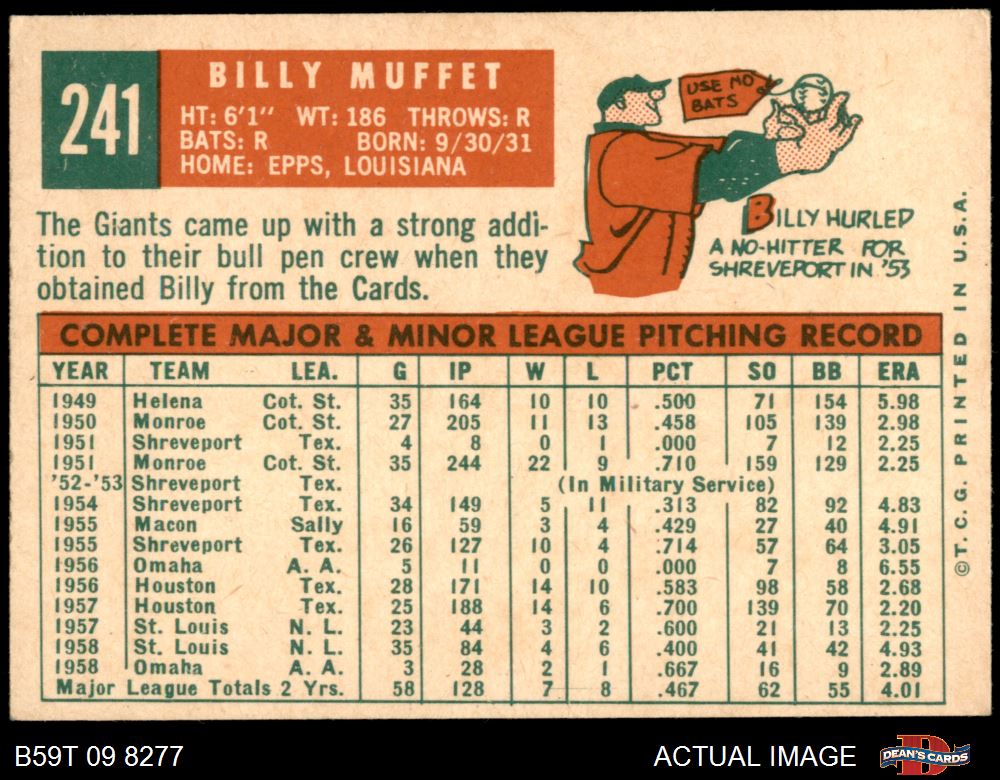 241
BILLY MUFFET
HT: 6'1" WT: 186 THROWS: R
BATS: R BORN: 9/30/31
HOME: EPPS, LOUISIANA
USE NO
BATS
BILLY HURLED
A NO-HITTER FOR
SHREVEPORT IN '53
The Giants came up with a strong addi-
tion to their bull pen crew when they
obtained Billy from the Cards.
COMPLETE MAJOR & MINOR LEAGUE PITCHING RECORD
YEAR TEAM LEA. G IP W L PCT SO BB ERA
1949 Helena Cot. St. 35 164 10 10 .500 71 154 5.98
1950 Monroe Cot. St. 27 205 11 13 .458 105 139 2.98
1951 Shreveport Tex. 4 8 0 1 .000 7 12 2.25
1951 Monroe Cot. St. 35 244 22 9 .710 159 129 2.25
'52-'53 Shreveport Tex. (In Military Service)
1954 Shreveport Tex. 34 149 5 11 .313 82 92 4.83
1955 Macon Sally 16 59 3 4 .429 27 40 4.91
1955 Shreveport Tex. 26 127 10 4 .714 57 64 3.05
1956 Omaha A. A. 5 11 0 0 .000 7 8 6.55
1956 Houston Tex. 28 171 14 10 .583 98 58 2.68
1957 Houston Tex. 25 188 14 6 .700 139 70 2.20
1957 St. Louis N. L. 23 44 3 2 .600 21 13 2.25
1958 St. Louis N. L. 35 84 4 6 .400 41 42 4.93
1958 Omaha A. A. 3 28 2 1 .667 16 9 2.89
Major League Totals 2 Yrs. 58 128 7 8 .467 62 55 4.01
©T. C. G. PRINTED IN U. S. A.
B59T 09 8277
ACTUAL IMAGE
DEAN'S CARDS